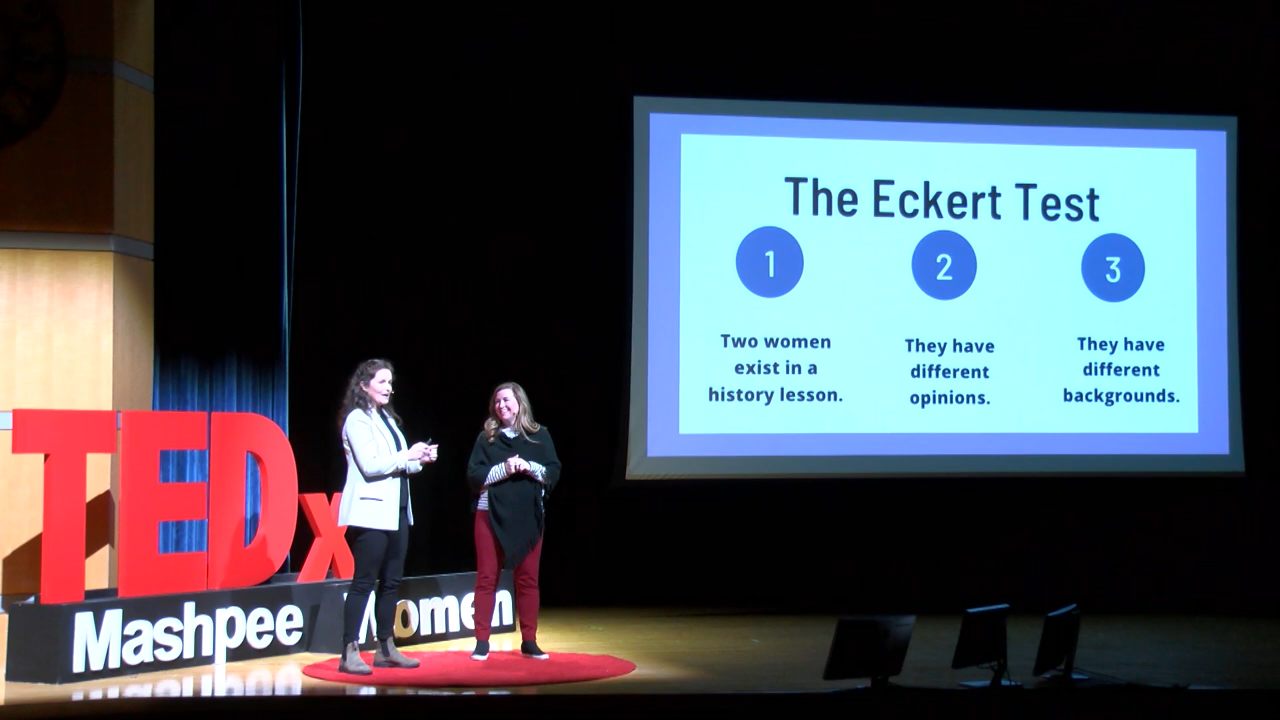 The Eckert Test
1
2
3
Two women
exist in a
history lesson.
They have
different
opinions.
They have
different
backgrounds.
TEDx
Mashpee Women